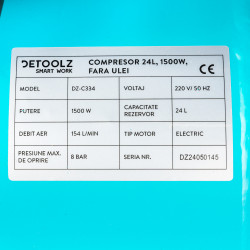 DETOOLZ
SMART WORK
COMPRESOR 24L, 1500W,
FARA ULEI
CE
MODEL DZ-C334 VOLTAJ 220 V/ 50 HZ
PUTERE 1500 W CAPACITATE REZERVOR 24 L
DEBIT AER 154 L/MIN TIP MOTOR ELECTRIC
PRESIUNE MAX. DE OPRIRE 8 BAR SERIA NR. DZ24050145